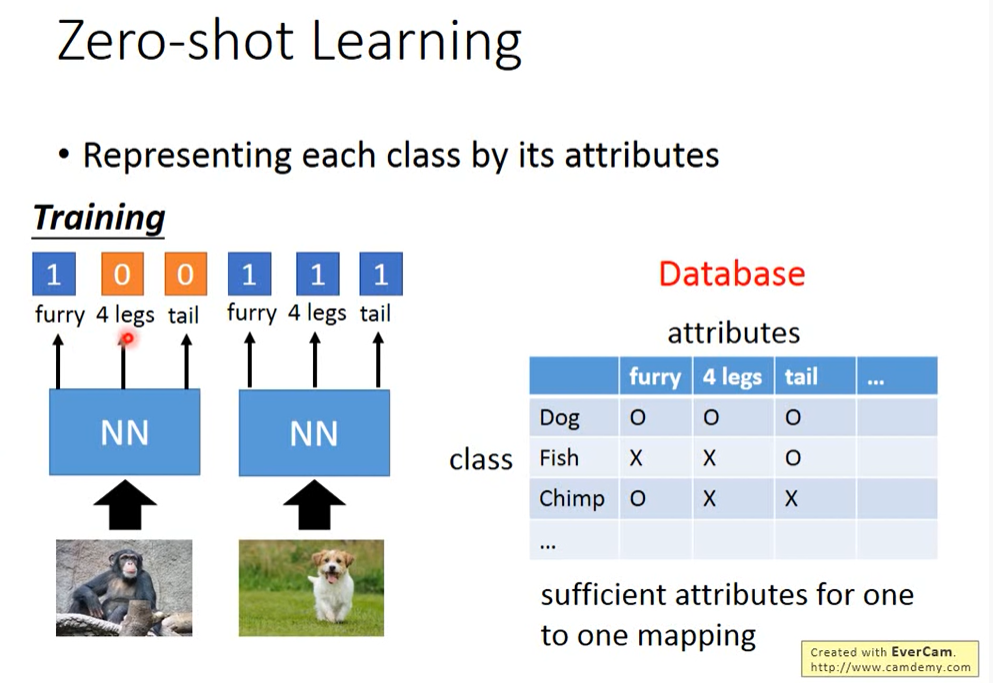 Zero-shot Learning
• Representing each class by its attributes
Training
1 0 0 1 1 1
furry 4 legs tail furry 4 legs tail
NN NN
Database
attributes
furry 4 legs tail ...
class
Dog O O O
Fish X X O
Chimp O X X
...
sufficient attributes for one
to one mapping
Created with EverCam.
http://www.camdemy.com